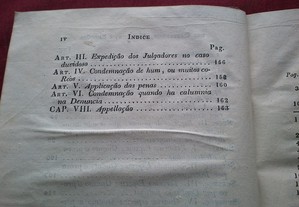 IV INDICE
Pag.
ART. III. Expedição dos Julgadores no caso
duvidoso 156
ART. IV. Condemnação de hum, ou muitos co-
Réos 158
ART. V. Applicação das penas 160
ART. VI. Condemnação quando ha calumnia
na Denuncia 162
CAP. VIII. Appellação 163
Pag.